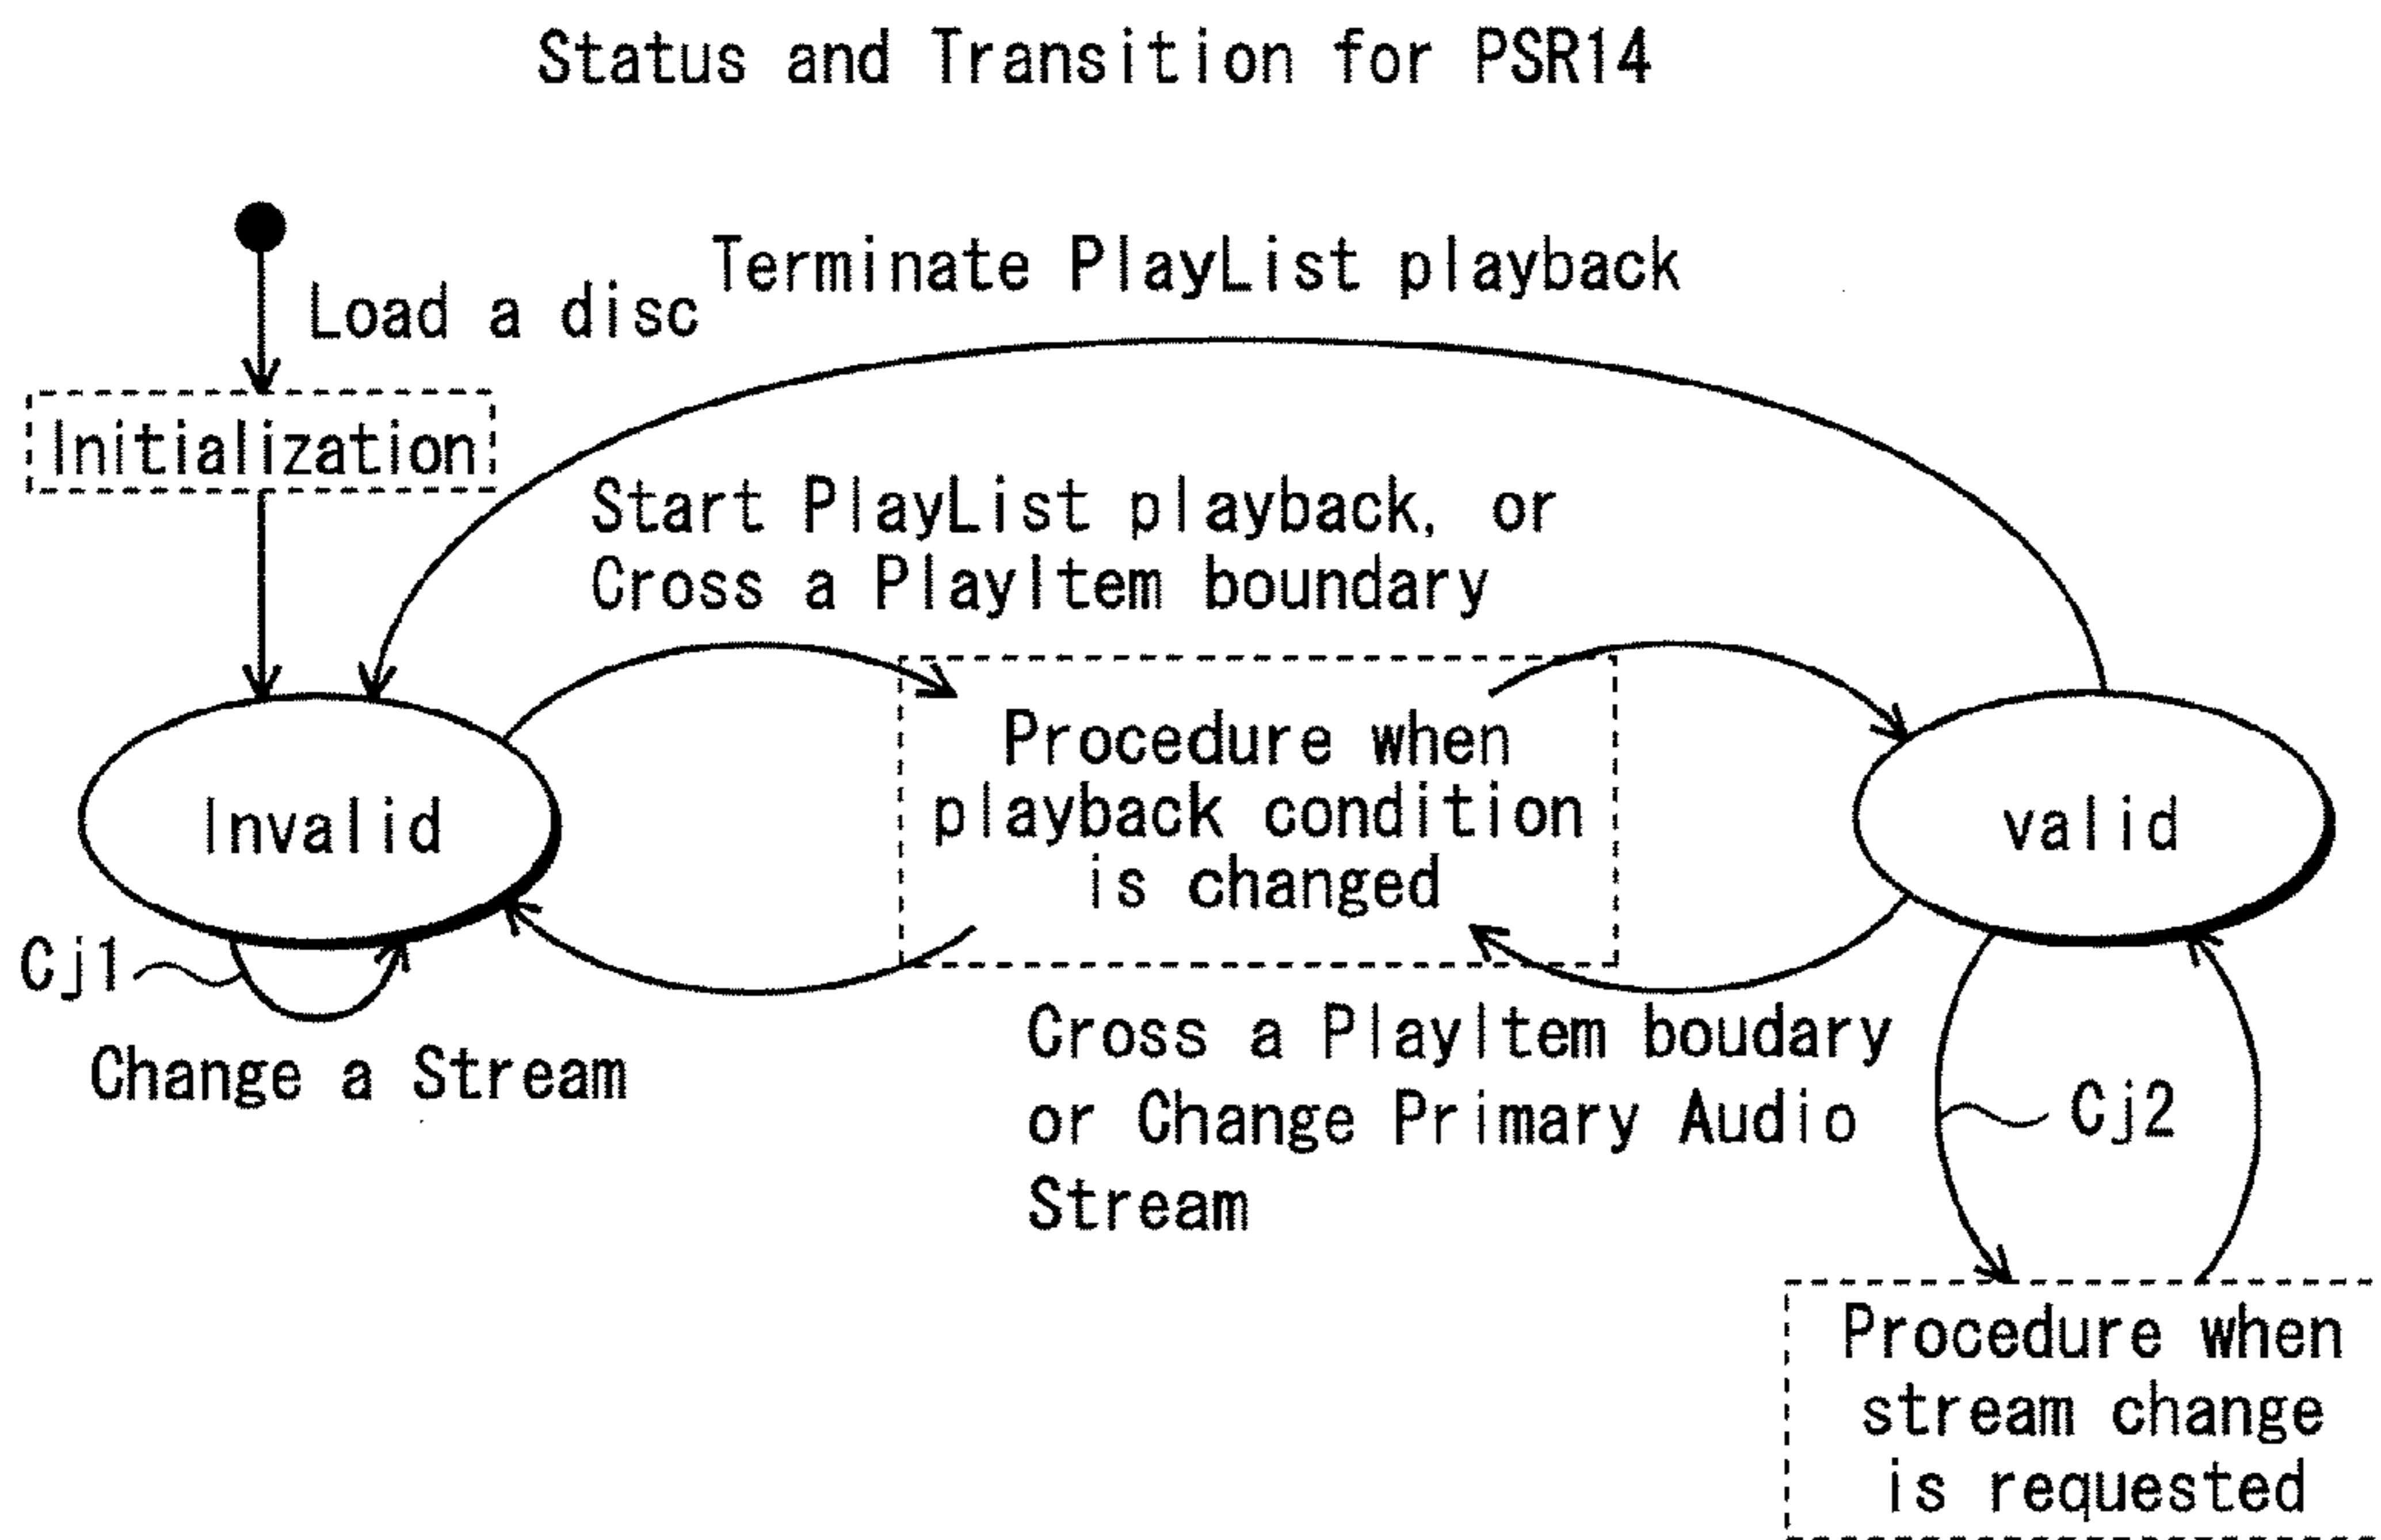 Status and Transition for PSR14
Load a disc
Terminate PlayList playback
Initialization
Start PlayList playback, or
Cross a PlayItem boundary
Invalid
Procedure when
playback condition
is changed
valid
Cj1
Change a Stream
Cross a PlayItem boudary
or Change Primary Audio
Stream
Cj2
Procedure when
stream change
is requested